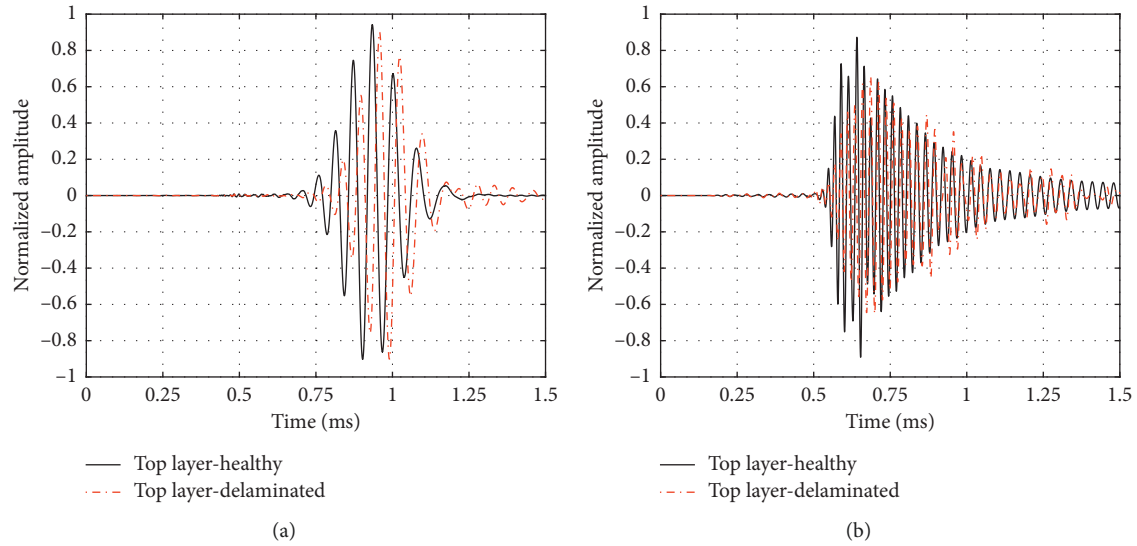 1
0.8
0.6
0.4
0.2
0
–0.2
–0.4
–0.6
–0.8
–1
Normalized amplitude
0 0.25 0.5 0.75 1 1.25 1.5
Time (ms)
Top layer-healthy
Top layer-delaminated
(a)
1
0.8
0.6
0.4
0.2
0
–0.2
–0.4
–0.6
–0.8
–1
Normalized amplitude
0 0.25 0.5 0.75 1 1.25 1.5
Time (ms)
Top layer-healthy
Top layer-delaminated
(b)